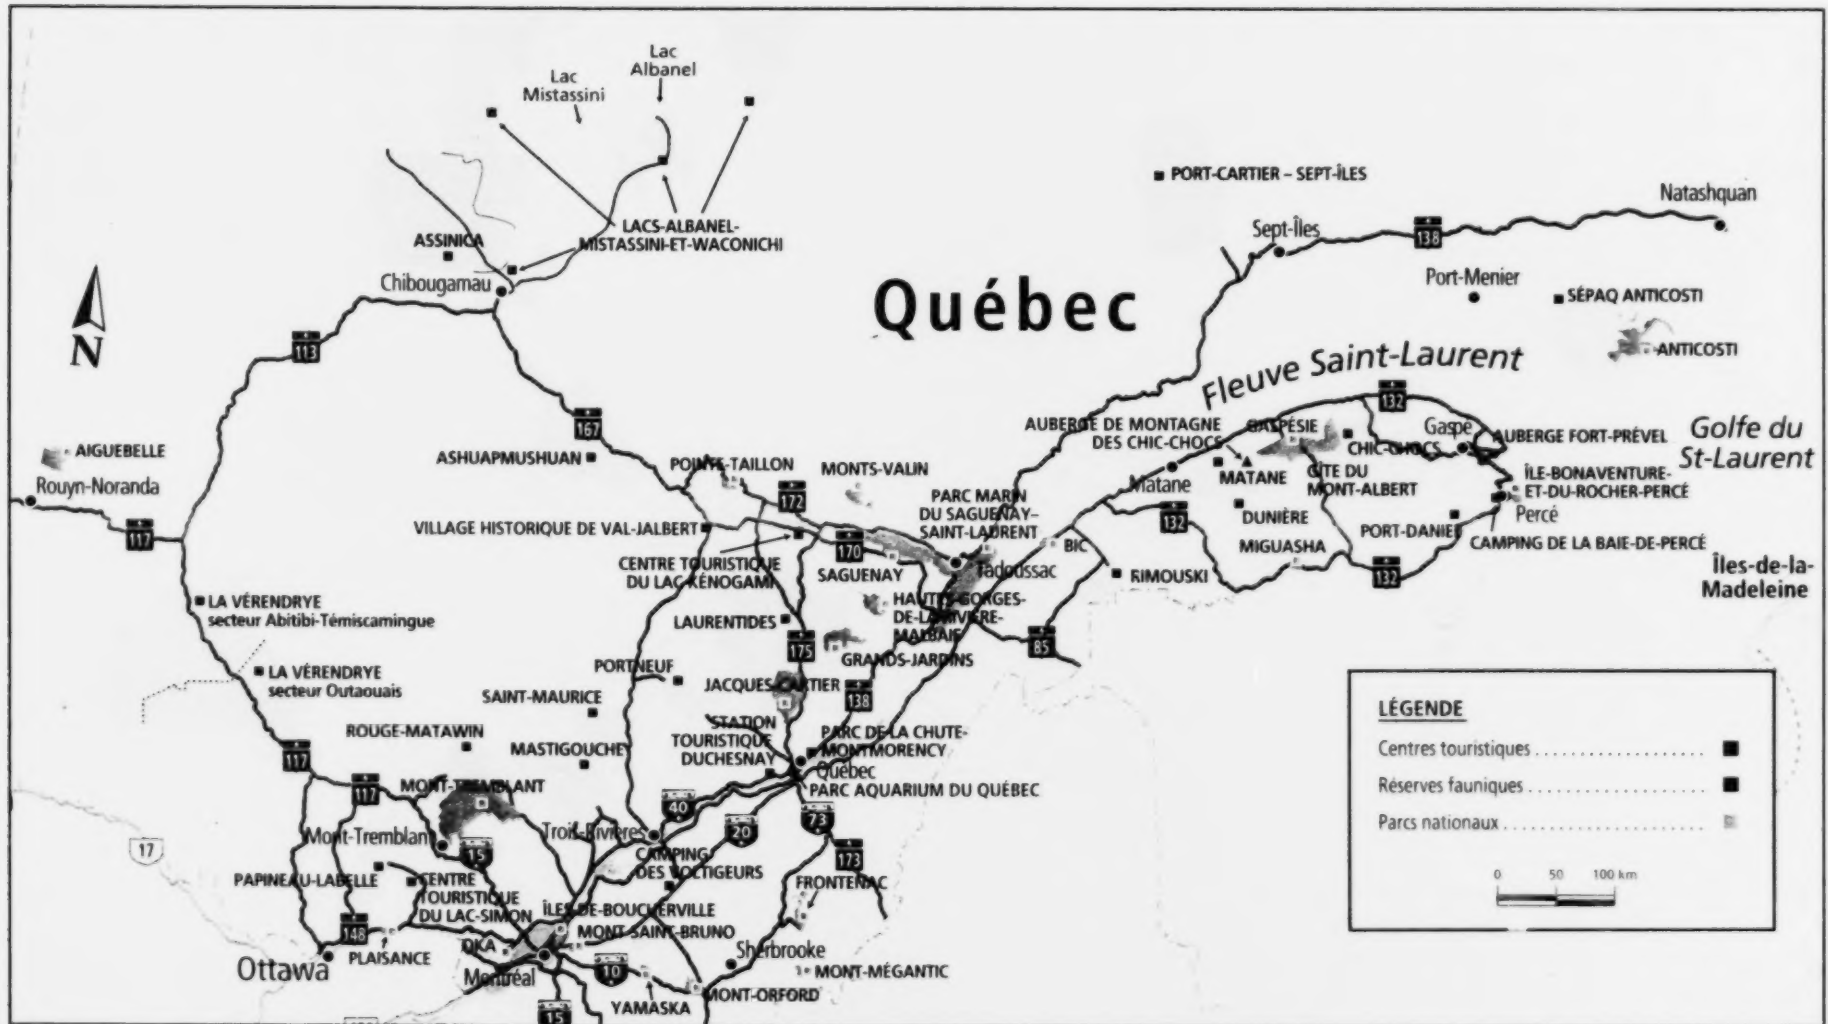 Lac
Albanel
Lac
Mistassini
PORT-CARTIER – SEPT-ÎLES
Natashquan
LACS-ALBANEL-
MISTASSINI-ET-WACONICHI
ASSINICA
Sept-Îles
138
Chibougamau
Port-Menier
SÉPAQ ANTICOSTI
Québec
N
113
ANTICOSTI
Fleuve Saint-Laurent
132
167
AUBERGE DE MONTAGNE
DES CHIC-CHOCS
GASPÉSIE
Gaspé
AUBERGE FORT-PRÉVEL
Golfe du
St-Laurent
CHIC-CHOCS
AIGUEBELLE
ASHUAPMUSHUAN
POINTE-TAILLON
MONTS-VALIN
Rouyn-Noranda
Matane
MATANE
GÎTE DU
MONT-ALBERT
ÎLE-BONAVENTURE-
ET-DU-ROCHER-PERCÉ
172
PARC MARIN
DU SAGUENAY–
SAINT-LAURENT
Percé
117
VILLAGE HISTORIQUE DE VAL-JALBERT
132
DUNIÈRE
PORT-DANIEL
CAMPING DE LA BAIE-DE-PERCÉ
170
BIC
MIGUASHA
CENTRE TOURISTIQUE
DU LAC KÉNOGAMI
SAGUENAY
Tadoussac
RIMOUSKI
132
Îles-de-la-
Madeleine
LA VÉRENDRYE
secteur Abitibi-Témiscamingue
HAUTES-GORGES-
DE-LA-RIVIÈRE-
MALBAIE
LAURENTIDES
175
85
GRANDS-JARDINS
LA VÉRENDRYE
secteur Outaouais
PORTNEUF
SAINT-MAURICE
JACQUES-CARTIER
138
ROUGE-MATAWIN
STATION
TOURISTIQUE
DUCHESNAY
PARC DE LA CHUTE-
MONTMORENCY
MASTIGOUCHE
Québec
117
117
MONT-TREMBLANT
PARC AQUARIUM DU QUÉBEC
40
20
73
Mont-Tremblant
Trois-Rivières
17
15
173
CAMPING
DES VOLTIGEURS
PAPINEAU-LABELLE
CENTRE
TOURISTIQUE
DU LAC-SIMON
FRONTENAC
ÎLES-DE-BOUCHERVILLE
148
MONT-SAINT-BRUNO
OKA
PLAISANCE
Sherbrooke
Ottawa
Montréal
10
MONT-MÉGANTIC
YAMASKA
MONT-ORFORD
15
LÉGENDE
Centres touristiques
Réserves fauniques
Parcs nationaux
0 50 100 km